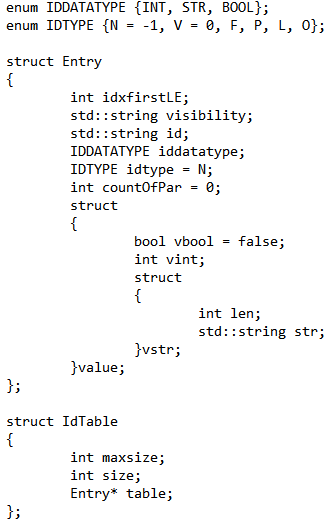 enum IDDATATYPE {INT, STR, BOOL};
enum IDTYPE {N = -1, V = 0, F, P, L, O};

struct Entry
{
        int idxfirstLE;
        std::string visibility;
        std::string id;
        IDDATATYPE iddatatype;
        IDTYPE idtype = N;
        int countOfPar = 0;
        struct
        {
                bool vbool = false;
                int vint;
                struct
                {
                        int len;
                        std::string str;
                }vstr;
        }value;
};

struct IdTable
{
        int maxsize;
        int size;
        Entry* table;
};